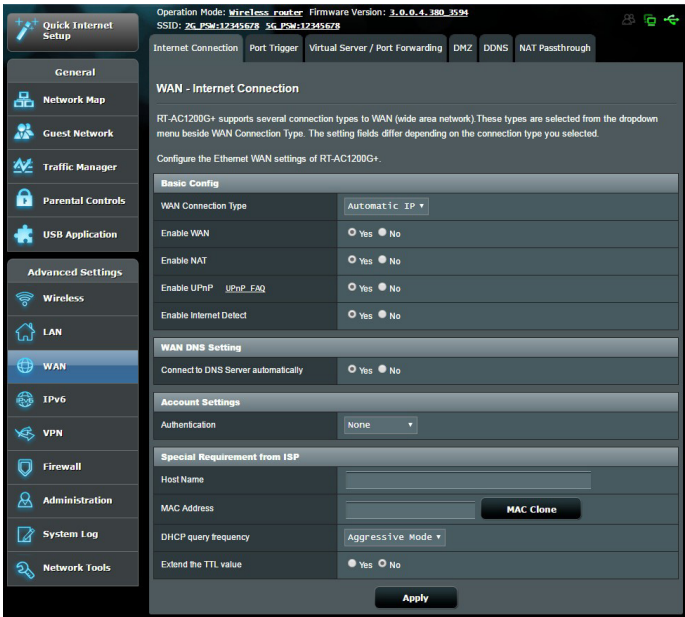 Quick Internet
Setup
General
Network Map
Guest Network
Traffic Manager
Parental Controls
USB Application
Advanced Settings
Wireless
LAN
WAN
IPv6
VPN
Firewall
Administration
System Log
Network Tools
Operation Mode: Wireless router Firmware Version: 3.0.0.4.380_3594
SSID: 2G_PSW:12345678 5G_PSW:12345678
Internet Connection Port Trigger Virtual Server / Port Forwarding DMZ DDNS NAT Passthrough
WAN - Internet Connection
RT-AC1200G+ supports several connection types to WAN (wide area network).These types are selected from the dropdown
menu beside WAN Connection Type. The setting fields differ depending on the connection type you selected.
Configure the Ethernet WAN settings of RT-AC1200G+.
Basic Config
WAN Connection Type Automatic IP
Enable WAN Yes No
Enable NAT Yes No
Enable UPnP UPnP FAQ Yes No
Enable Internet Detect Yes No
WAN DNS Setting
Connect to DNS Server automatically Yes No
Account Settings
Authentication None
Special Requirement from ISP
Host Name
MAC Address MAC Clone
DHCP query frequency Aggressive Mode
Extend the TTL value Yes No
Apply